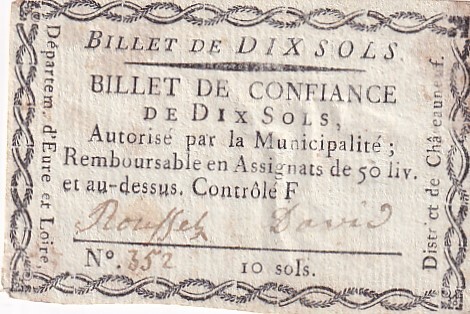 BILLET DE DIX SOLS.
BILLET DE CONFIANCE
DE DIX SOLS,
Autorisé par la Municipalité ;
Remboursable en Assignats de 50 liv.
et au-dessus. Contrôlé F
Rousset David
N°. 352 10 sols.
Départem. d'Eure et Loire
District de Châteauneuf.